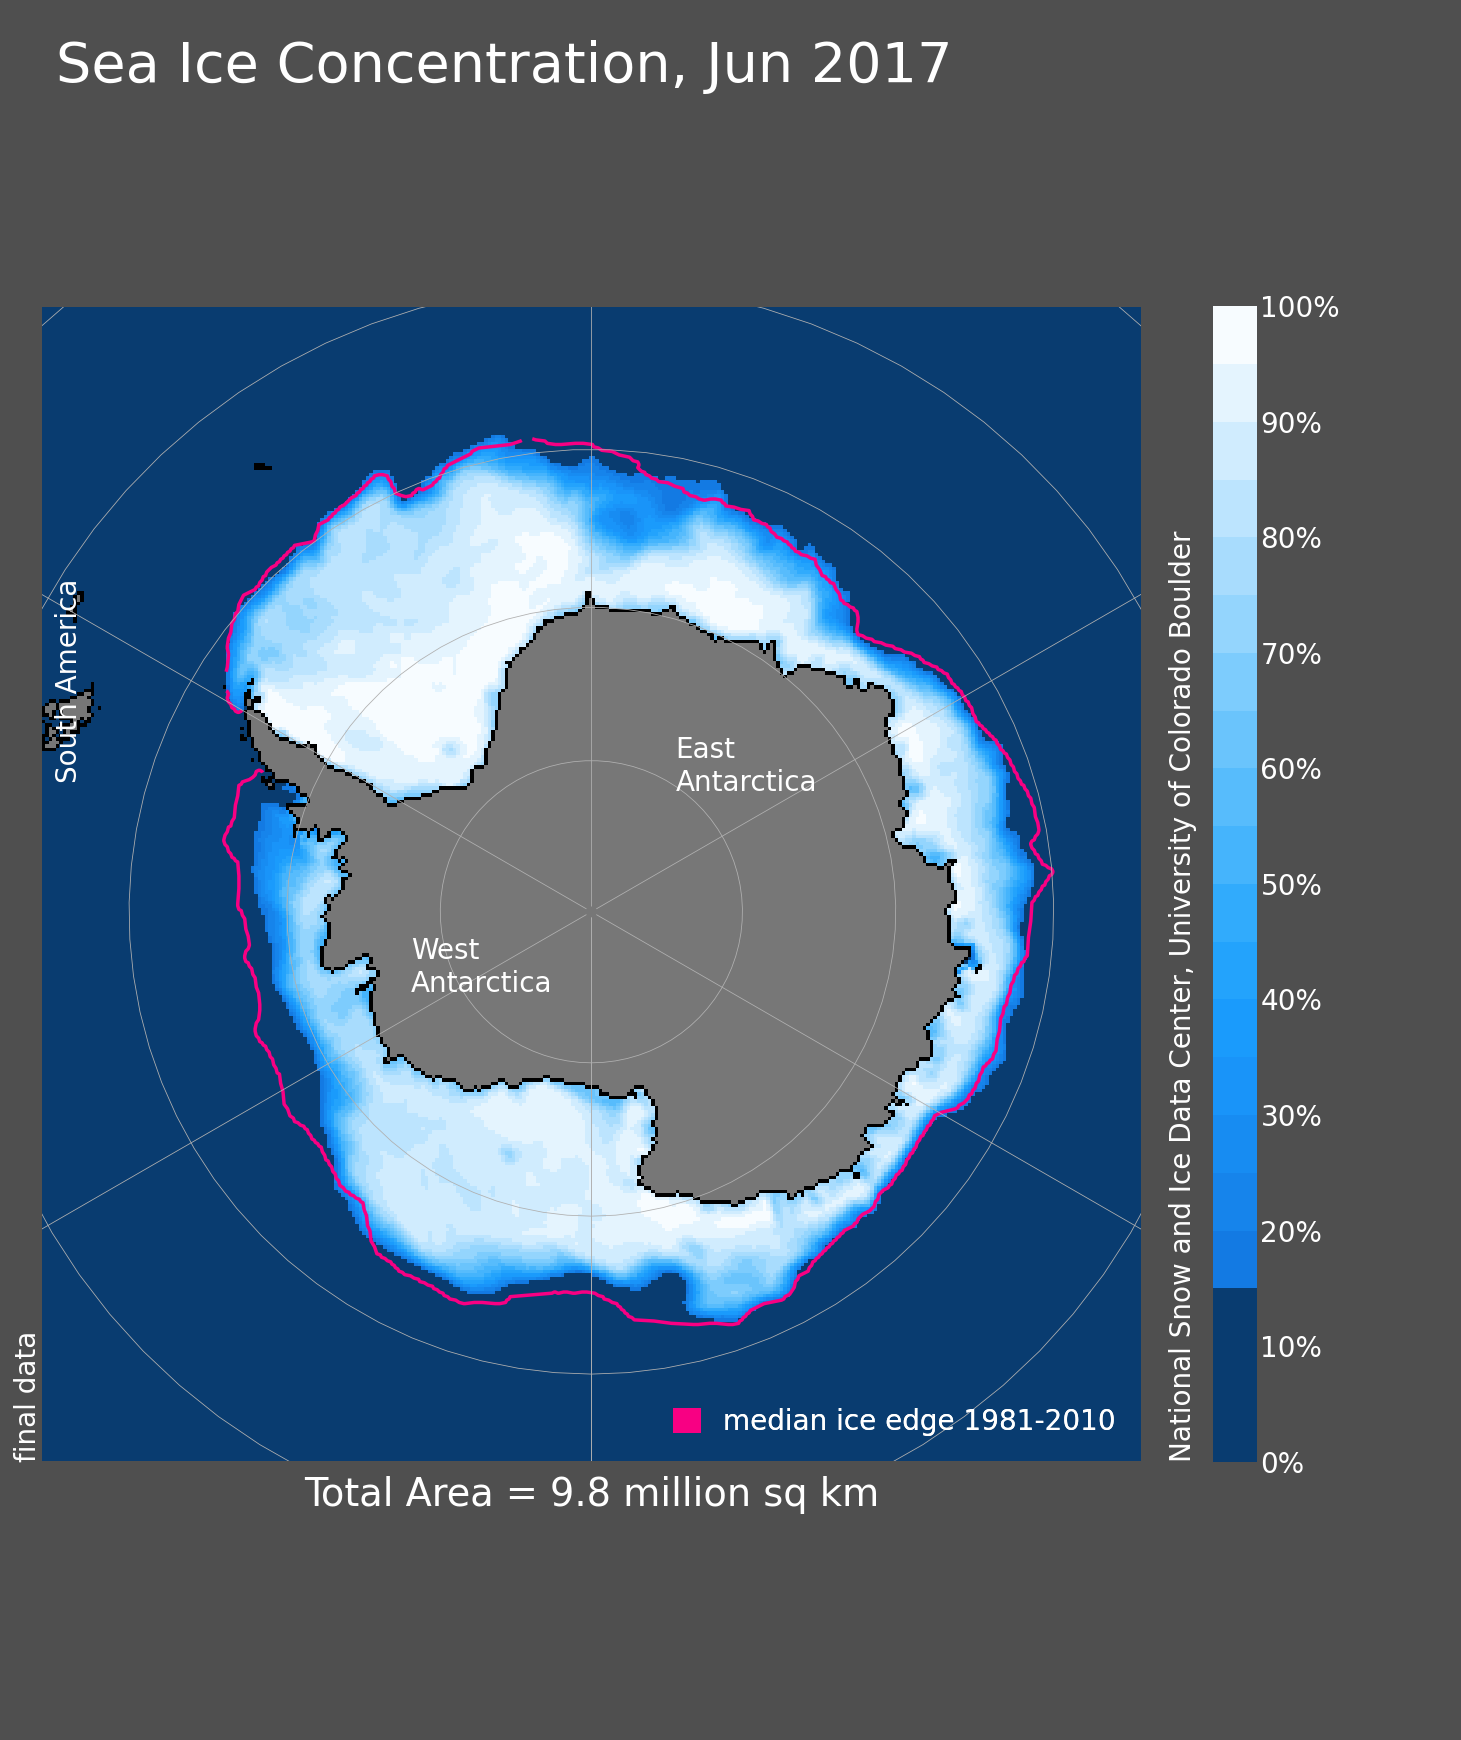 Sea Ice Concentration, Jun 2017
South America
East
Antarctica
West
Antarctica
median ice edge 1981-2010
final data
Total Area = 9.8 million sq km
National Snow and Ice Data Center, University of Colorado Boulder
100%
90%
80%
70%
60%
50%
40%
30%
20%
10%
0%